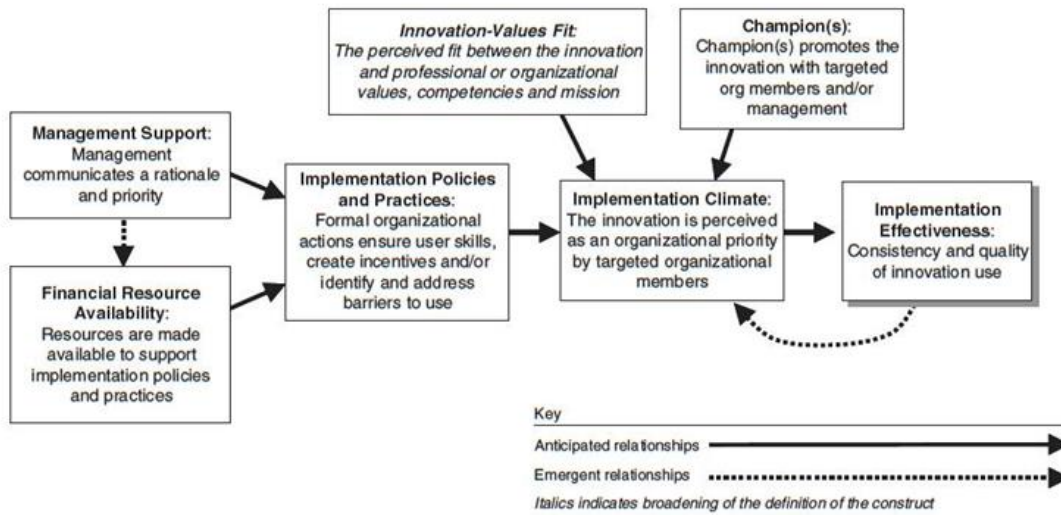 Innovation-Values Fit:
The perceived fit between the innovation
and professional or organizational
values, competencies and mission
Champion(s):
Champion(s) promotes the
innovation with targeted
org members and/or
management
Management Support:
Management
communicates a rationale
and priority
Implementation Policies
and Practices:
Formal organizational
actions ensure user skills,
create incentives and/or
identify and address
barriers to use
Implementation Climate:
The innovation is perceived
as an organizational priority
by targeted organizational
members
Implementation
Effectiveness:
Consistency and quality
of innovation use
Financial Resource
Availability:
Resources are made
available to support
implementation policies
and practices
Key
Anticipated relationships
Emergent relationships
Italics indicates broadening of the definition of the construct